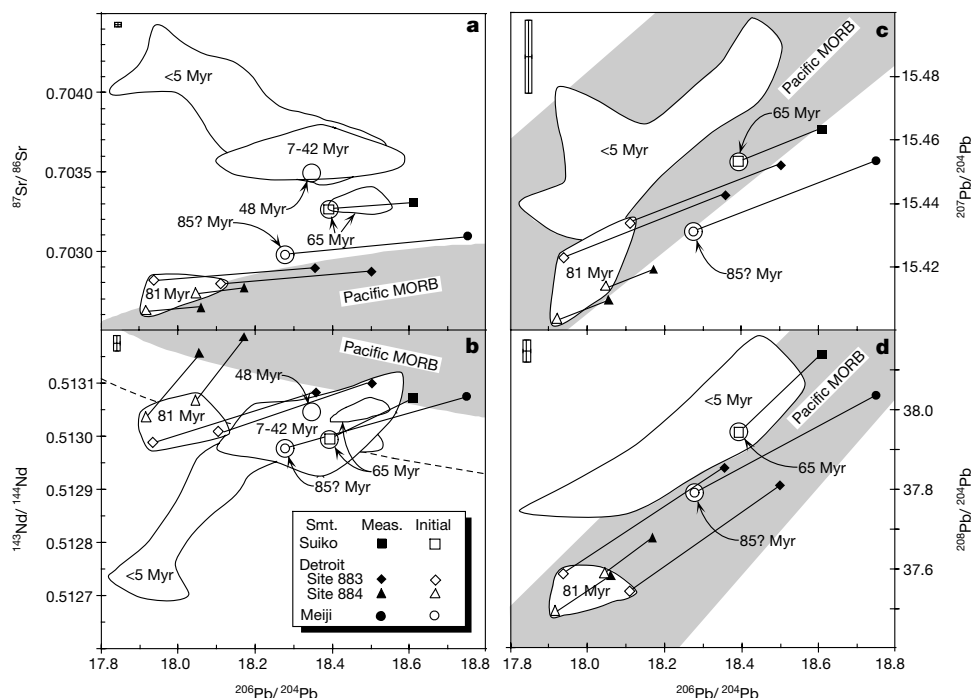 a
<5 Myr
7-42 Myr
48 Myr
85? Myr
65 Myr
81 Myr
Pacific MORB
0.7040
0.7035
0.7030
87Sr/ 86Sr
b
Pacific MORB
48 Myr
81 Myr
7-42 Myr
65 Myr
85? Myr
<5 Myr
0.5131
0.5130
0.5129
0.5128
0.5127
143Nd/ 144Nd
Smt. Meas. Initial
Suiko
Detroit
Site 883
Site 884
Meiji
17.8 18.0 18.2 18.4 18.6
206Pb/ 204Pb
c
Pacific MORB
65 Myr
<5 Myr
81 Myr
85? Myr
15.48
15.46
15.44
15.42
207Pb/ 204Pb
d
<5 Myr
Pacific MORB
65 Myr
85? Myr
81 Myr
38.0
37.8
37.6
208Pb/ 204Pb
17.8 18.0 18.2 18.4 18.6 18.8
206Pb/ 204Pb